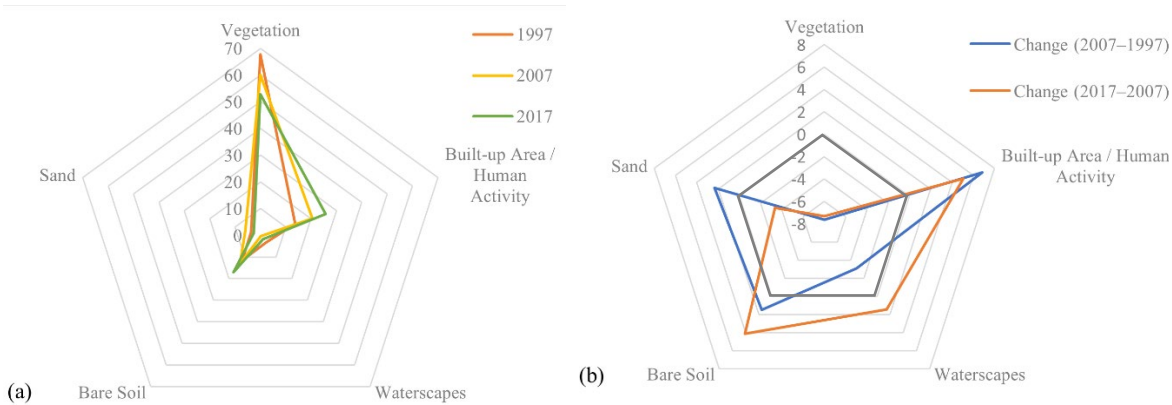 Vegetation
70
60
50
40
30
20
10
0
1997
2007
2017
Built-up Area /
Human
Activity
Sand
Bare Soil
Waterscapes
(a)
Vegetation
8
6
4
2
0
-2
-4
-6
-8
Change (2007–1997)
Change (2017–2007)
Built-up Area / Human
Activity
Sand
Bare Soil
Waterscapes
(b)